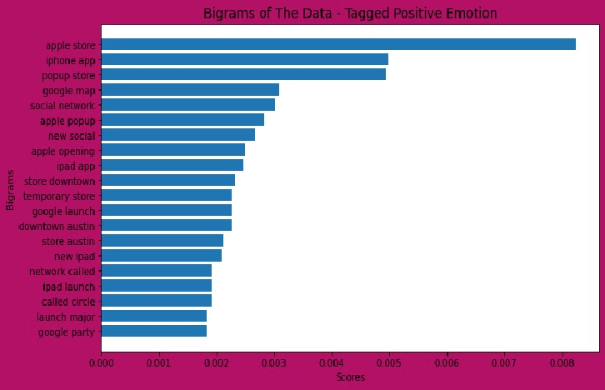 Bigrams of The Data - Tagged Positive Emotion
apple store
iphone app
popup store
google map
social network
apple popup
new social
apple opening
ipad app
store downtown
temporary store
google launch
downtown austin
store austin
new ipad
network called
ipad launch
called circle
launch major
google party
Bigrams
0.000 0.001 0.002 0.003 0.004 0.005 0.006 0.007 0.008
Scores